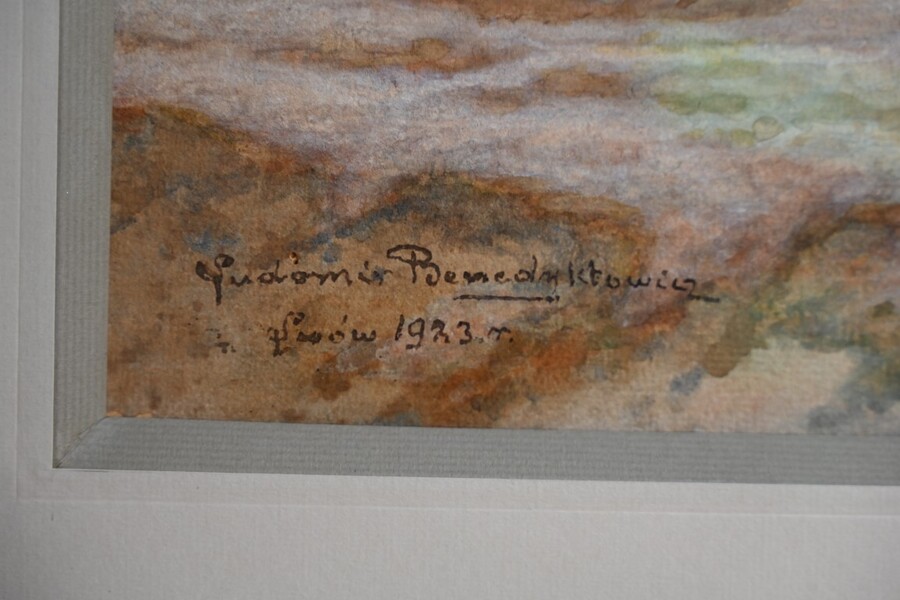 Ludomir Benedyktowicz
Lwów 1923.r.